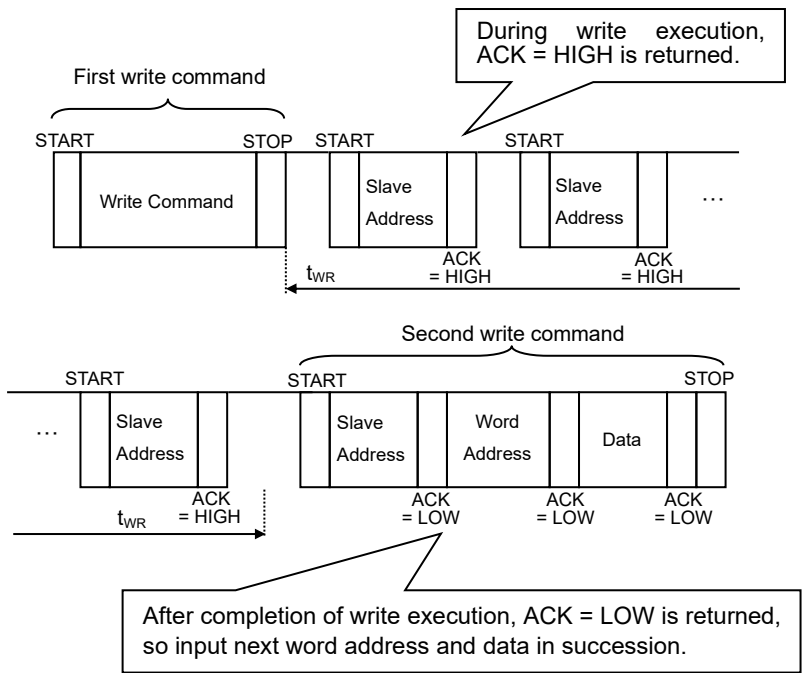 During write execution,
ACK = HIGH is returned.
First write command
START STOP START START
Write Command
Slave
Address
Slave
Address
…
ACK
= HIGH
ACK
= HIGH
tWR
Second write command
START START STOP
…
Slave
Address
Slave
Address
Word
Address
Data
ACK
= HIGH
ACK
= LOW
ACK
= LOW
ACK
= LOW
tWR
After completion of write execution, ACK = LOW is returned,
so input next word address and data in succession.